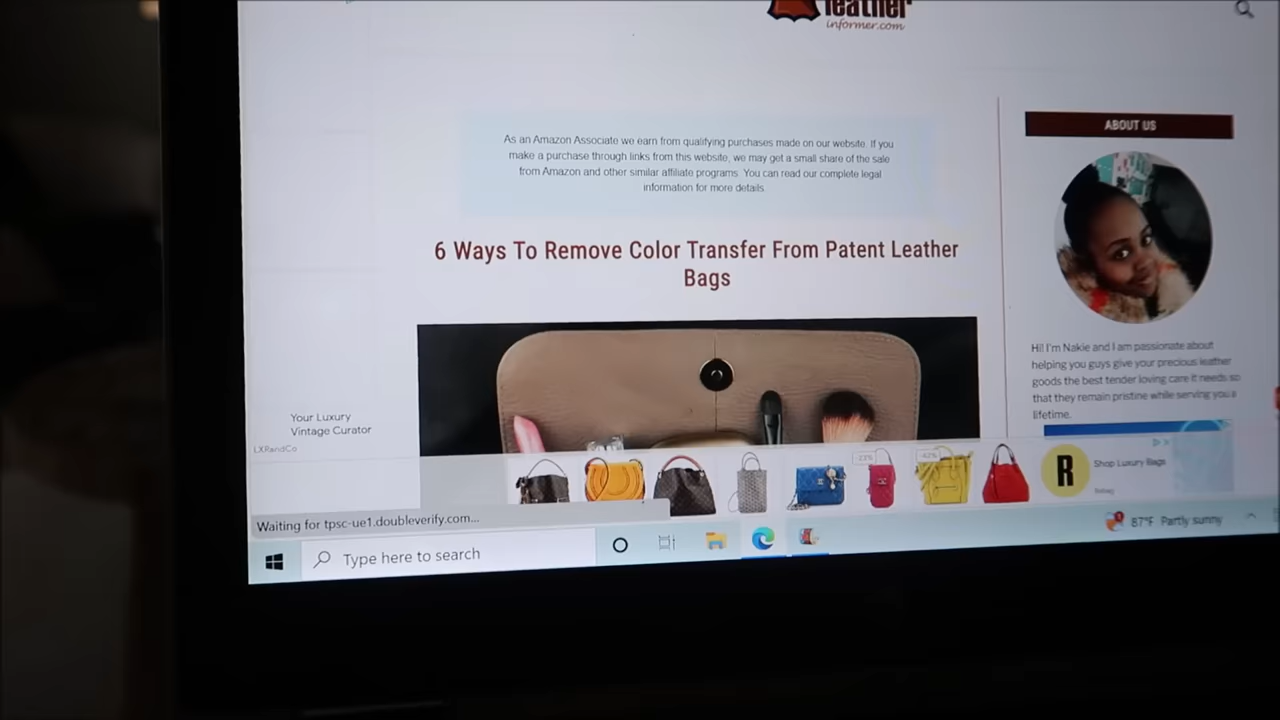 leather
informer.com
As an Amazon Associate we earn from qualifying purchases made on our website. If you
make a purchase through links from this website, we may get a small share of the sale
from Amazon and other similar affiliate programs. You can read our complete legal
information for more details.
6 Ways To Remove Color Transfer From Patent Leather
Bags
ABOUT US
Hi! I'm Nakie and I am passionate about
helping you guys give your precious leather
goods the best tender loving care it needs so
that they remain pristine while serving you a
lifetime.
Your Luxury
Vintage Curator
LXRandCo
-23%
-42%
R
Shop Luxury Bags
Rebag
Waiting for tpsc-ue1.doubleverify.com...
Type here to search
87°F Partly sunny